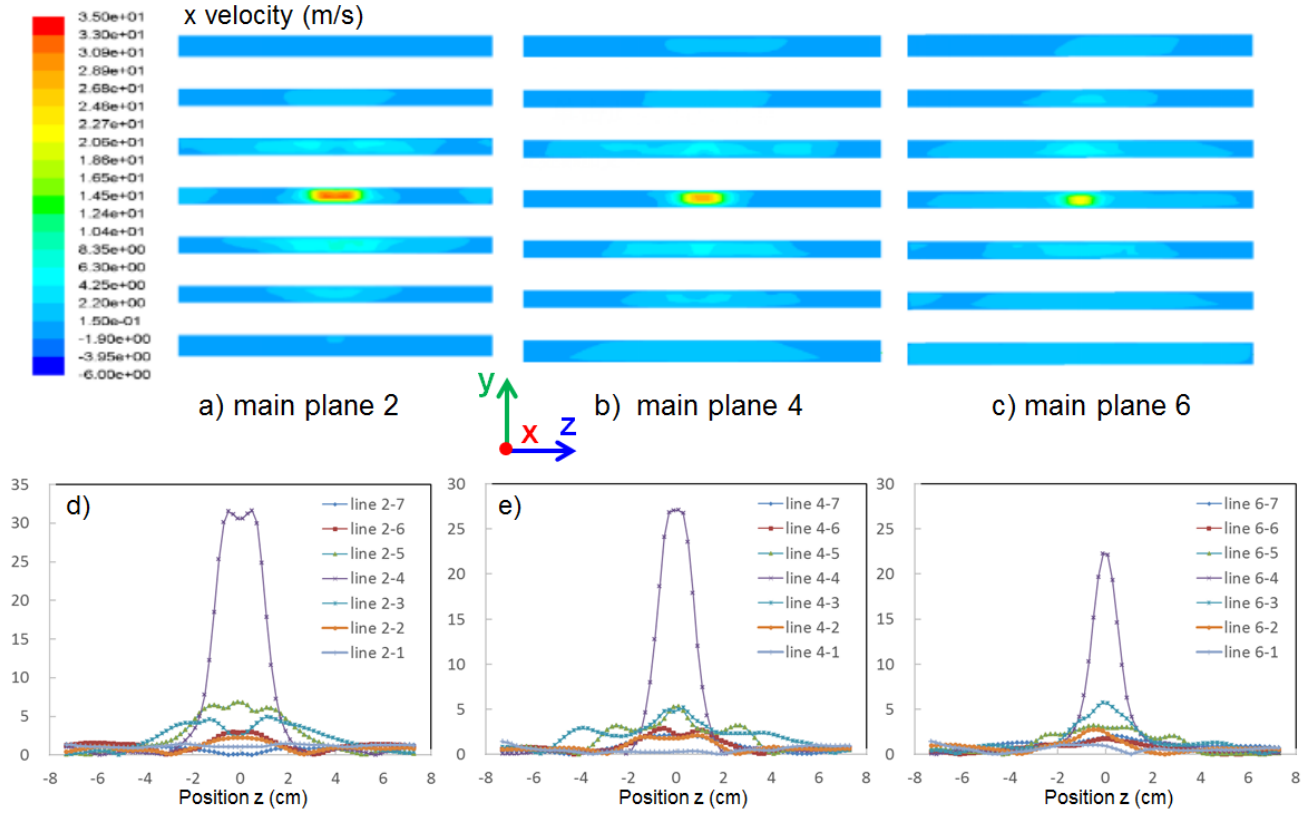 x velocity (m/s)
3.50e+01
3.30e+01
3.09e+01
2.89e+01
2.68e+01
2.48e+01
2.27e+01
2.06e+01
1.86e+01
1.65e+01
1.45e+01
1.24e+01
1.04e+01
8.35e+00
6.30e+00
4.25e+00
2.20e+00
1.50e-01
-1.90e+00
-3.95e+00
-6.00e+00
a) main plane 2
b) main plane 4
c) main plane 6
y
x
z
d)
35
30
25
20
15
10
5
0
-8 -6 -4 -2 0 2 4 6 8
Position z (cm)
line 2-7
line 2-6
line 2-5
line 2-4
line 2-3
line 2-2
line 2-1
e)
30
25
20
15
10
5
0
-8 -6 -4 -2 0 2 4 6 8
Position z (cm)
line 4-7
line 4-6
line 4-5
line 4-4
line 4-3
line 4-2
line 4-1
30
25
20
15
10
5
0
-8 -6 -4 -2 0 2 4 6 8
Position z (cm)
line 6-7
line 6-6
line 6-5
line 6-4
line 6-3
line 6-2
line 6-1